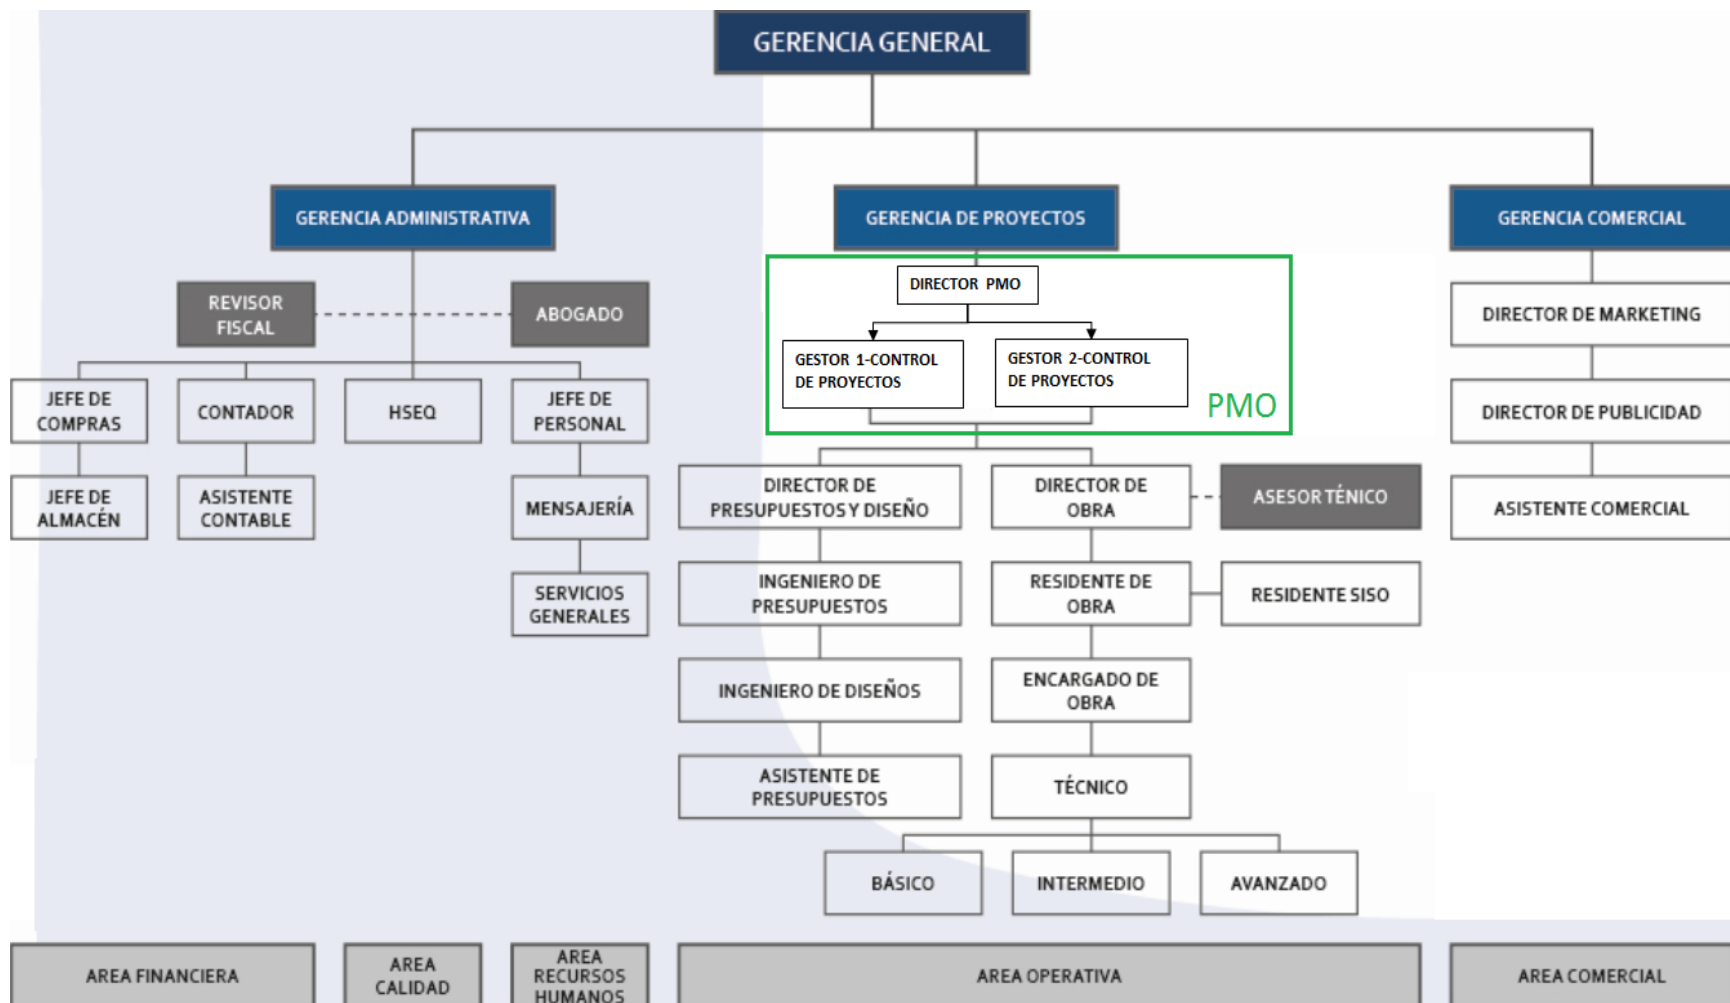 GERENCIA GENERAL
GERENCIA ADMINISTRATIVA
GERENCIA DE PROYECTOS
GERENCIA COMERCIAL
REVISOR
FISCAL
ABOGADO
DIRECTOR PMO
GESTOR 1-CONTROL
DE PROYECTOS
GESTOR 2-CONTROL
DE PROYECTOS
PMO
DIRECTOR DE MARKETING
JEFE DE
COMPRAS
CONTADOR
HSEQ
JEFE DE
PERSONAL
DIRECTOR DE PUBLICIDAD
JEFE DE
ALMACÉN
ASISTENTE
CONTABLE
MENSAJERÍA
DIRECTOR DE
PRESUPUESTOS Y DISEÑO
DIRECTOR DE
OBRA
ASESOR TÉNICO
ASISTENTE COMERCIAL
SERVICIOS
GENERALES
INGENIERO DE
PRESUPUESTOS
RESIDENTE DE
OBRA
RESIDENTE SISO
INGENIERO DE DISEÑOS
ENCARGADO DE
OBRA
ASISTENTE DE
PRESUPUESTOS
TÉCNICO
BÁSICO
INTERMEDIO
AVANZADO
AREA FINANCIERA
AREA
CALIDAD
AREA
RECURSOS
HUMANOS
AREA OPERATIVA
AREA COMERCIAL